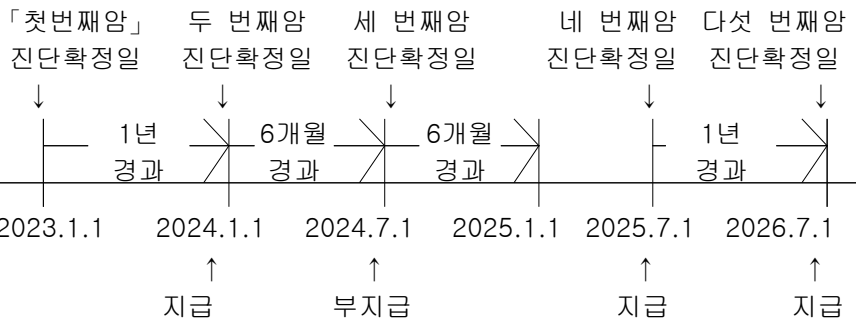 「첫번째암」 두 번째암 세 번째암 네 번째암 다섯 번째암
진단확정일 진단확정일 진단확정일 진단확정일 진단확정일
↓ ↓ ↓ ↓ ↓
1년 6개월 6개월 1년
경과 경과 경과 경과
2023.1.1 2024.1.1 2024.7.1 2025.1.1 2025.7.1 2026.7.1
↑ ↑ ↑ ↑
지급 부지급 지급 지급